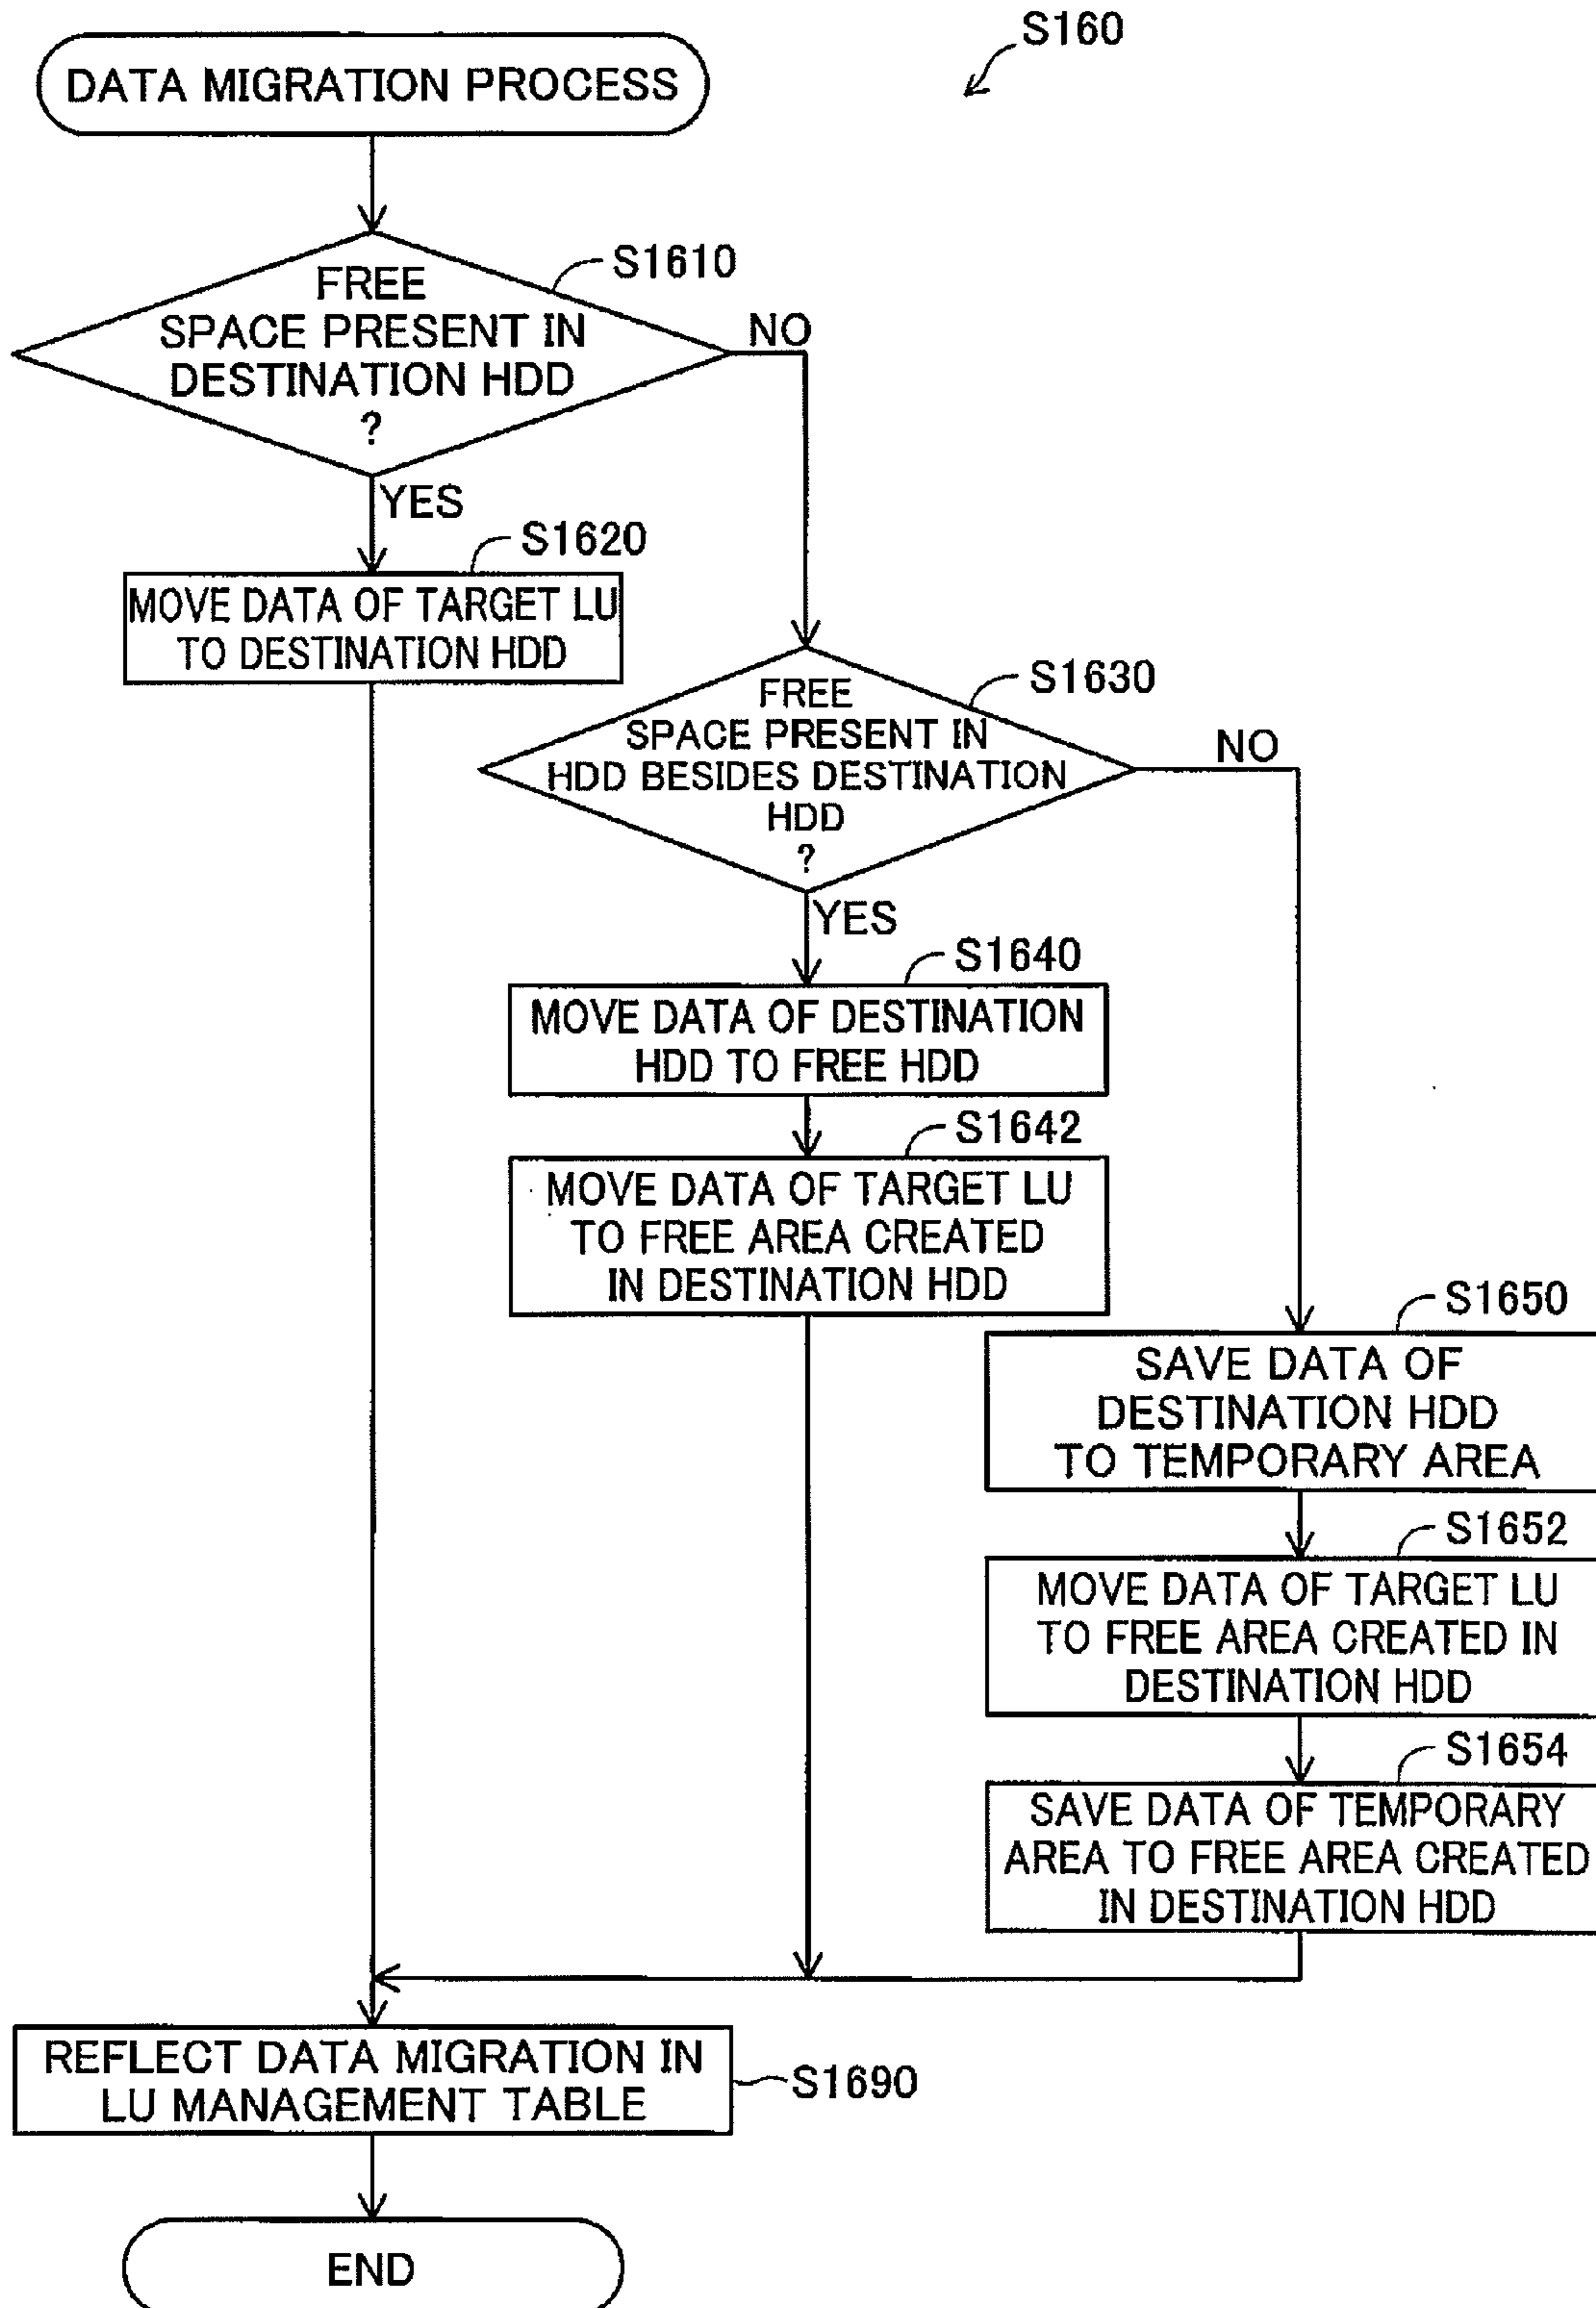 S160
DATA MIGRATION PROCESS
S1610
FREE
SPACE PRESENT IN
DESTINATION HDD
?
NO
YES
S1620
MOVE DATA OF TARGET LU
TO DESTINATION HDD
S1630
FREE
SPACE PRESENT IN
HDD BESIDES DESTINATION
HDD
?
NO
YES
S1640
MOVE DATA OF DESTINATION
HDD TO FREE HDD
S1642
MOVE DATA OF TARGET LU
TO FREE AREA CREATED
IN DESTINATION HDD
S1650
SAVE DATA OF
DESTINATION HDD
TO TEMPORARY AREA
S1652
MOVE DATA OF TARGET LU
TO FREE AREA CREATED IN
DESTINATION HDD
S1654
SAVE DATA OF TEMPORARY
AREA TO FREE AREA CREATED
IN DESTINATION HDD
REFLECT DATA MIGRATION IN
LU MANAGEMENT TABLE
S1690
END